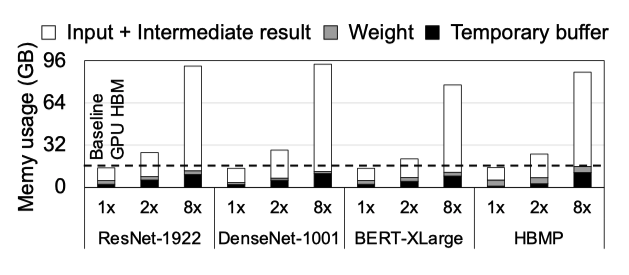 Input + Intermediate result Weight Temporary buffer
Memy usage (GB)
96
64
32
0
Baseline
GPU HBM
1x 2x 8x 1x 2x 8x 1x 2x 8x 1x 2x 8x
ResNet-1922 DenseNet-1001 BERT-XLarge HBMP